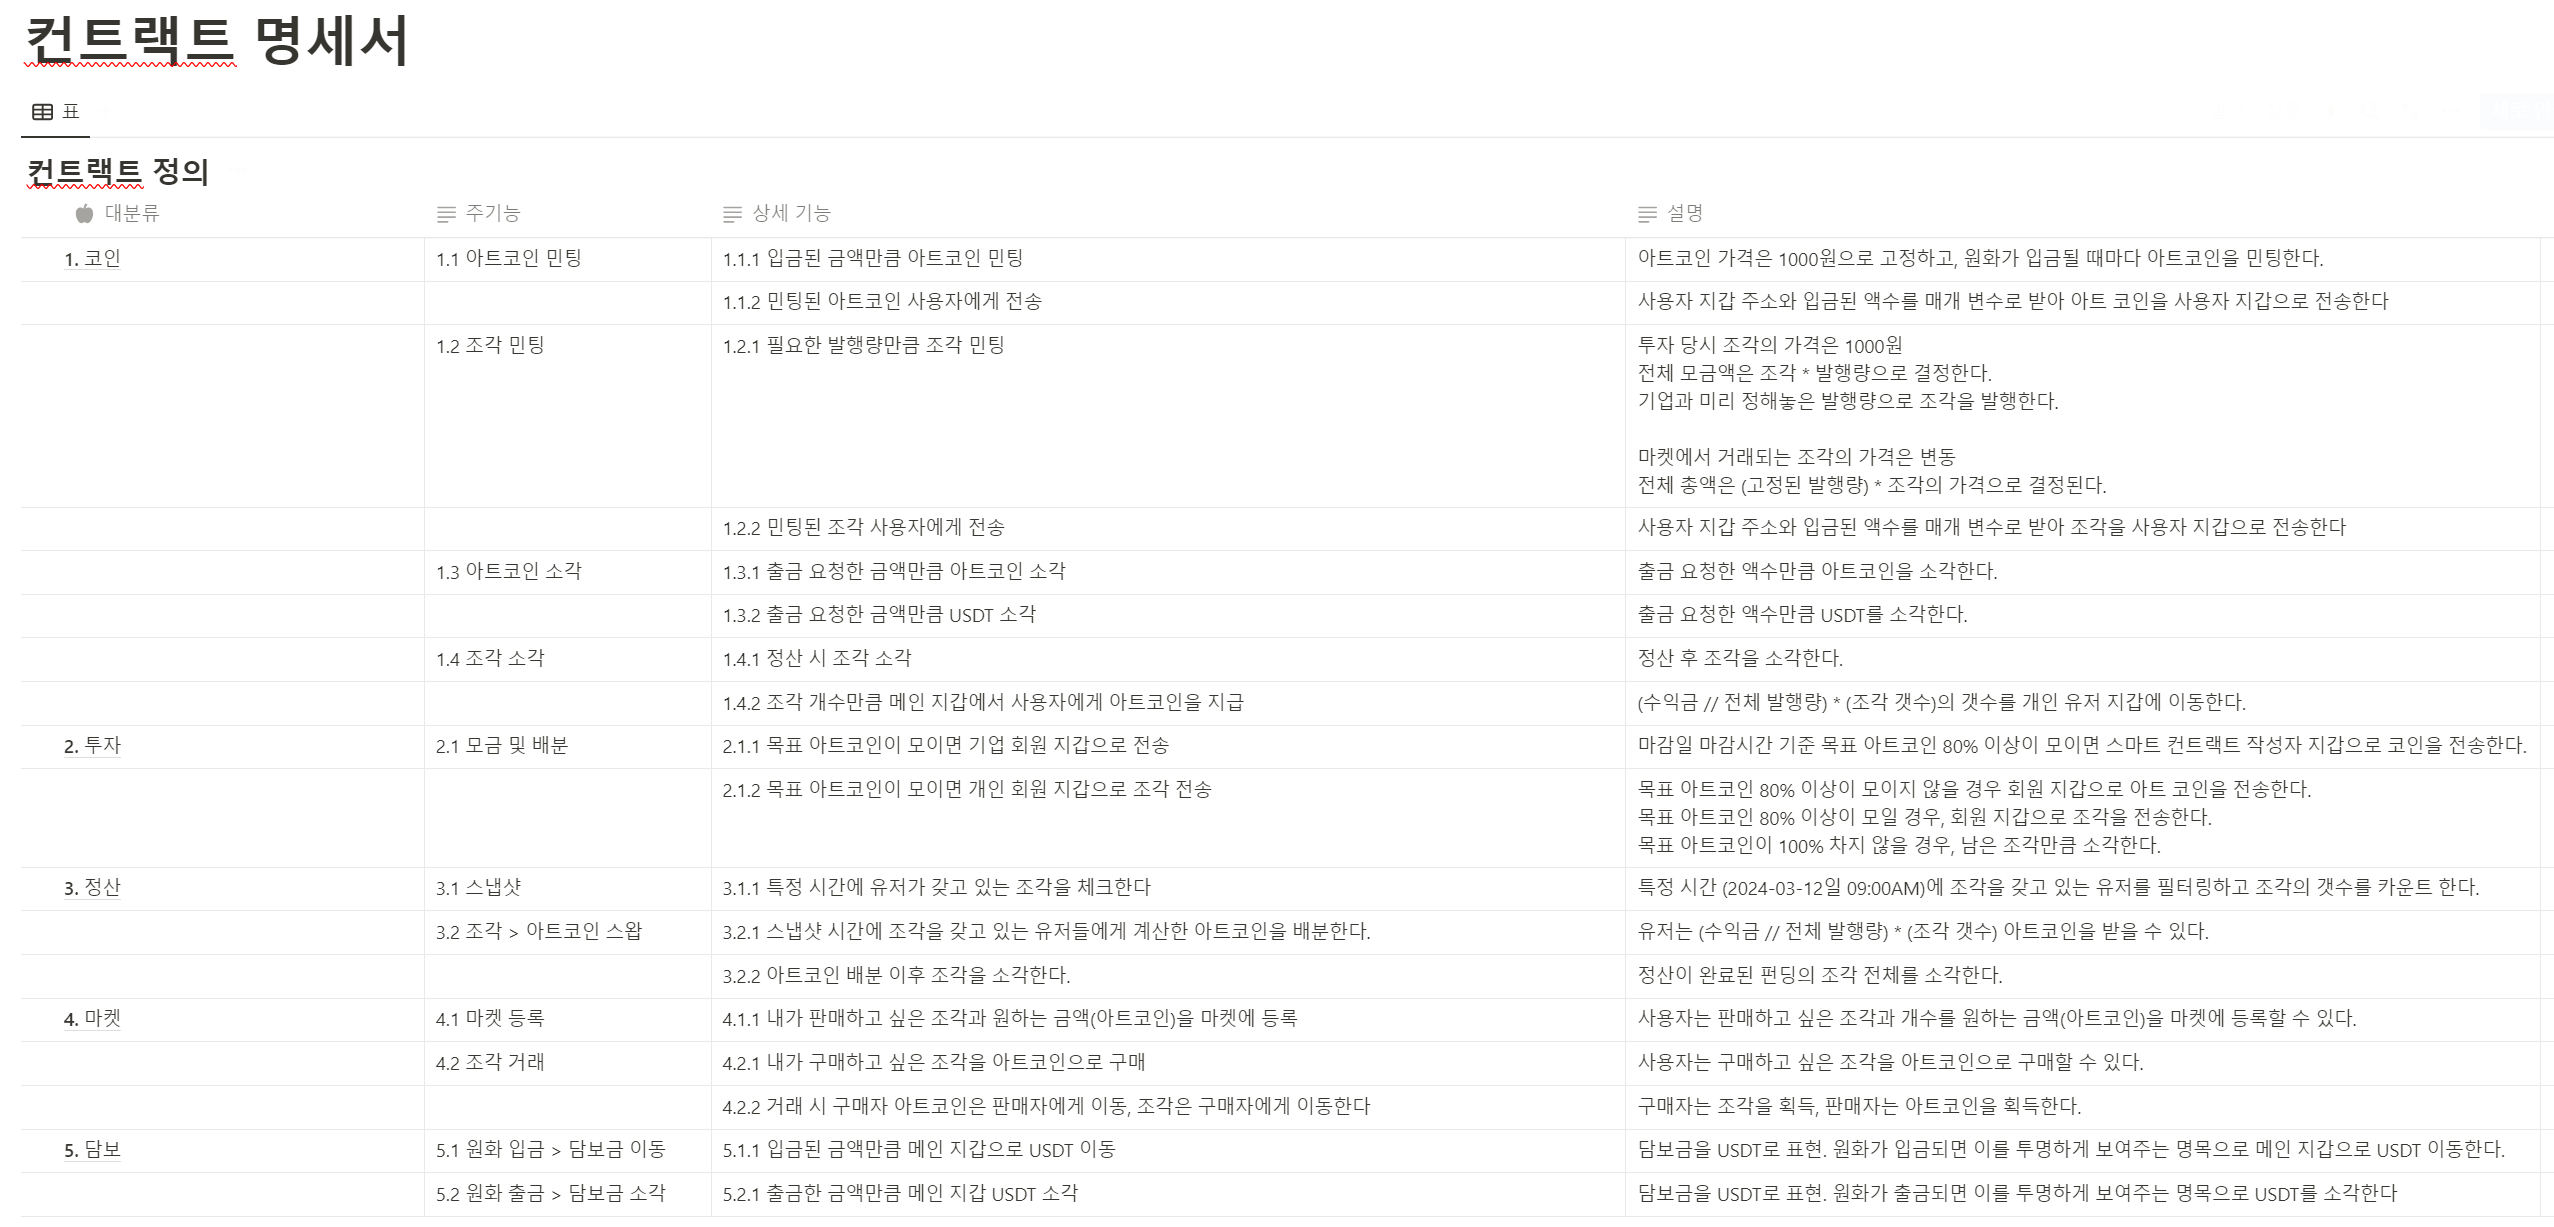 컨트랙트 명세서
표
컨트랙트 정의
대분류 주기능 상세 기능 설명
1. 코인 1.1 아트코인 민팅 1.1.1 입금된 금액만큼 아트코인 민팅 아트코인 가격은 1000원으로 고정하고, 원화가 입금될 때마다 아트코인을 민팅한다.
1.1.2 민팅된 아트코인 사용자에게 전송 사용자 지갑 주소와 입금된 액수를 매개 변수로 받아 아트 코인을 사용자 지갑으로 전송한다
1.2 조각 민팅 1.2.1 필요한 발행량만큼 조각 민팅 투자 당시 조각의 가격은 1000원
전체 모금액은 조각 * 발행량으로 결정한다.
기업과 미리 정해놓은 발행량으로 조각을 발행한다.
마켓에서 거래되는 조각의 가격은 변동
전체 총액은 (고정된 발행량) * 조각의 가격으로 결정된다.
1.2.2 민팅된 조각 사용자에게 전송 사용자 지갑 주소와 입금된 액수를 매개 변수로 받아 조각을 사용자 지갑으로 전송한다
1.3 아트코인 소각 1.3.1 출금 요청한 금액만큼 아트코인 소각 출금 요청한 액수만큼 아트코인을 소각한다.
1.3.2 출금 요청한 금액만큼 USDT 소각 출금 요청한 액수만큼 USDT를 소각한다.
1.4 조각 소각 1.4.1 정산 시 조각 소각 정산 후 조각을 소각한다.
1.4.2 조각 개수만큼 메인 지갑에서 사용자에게 아트코인을 지급 (수익금 // 전체 발행량) * (조각 갯수)의 갯수를 개인 유저 지갑에 이동한다.
2. 투자 2.1 모금 및 배분 2.1.1 목표 아트코인이 모이면 기업 회원 지갑으로 전송 마감일 마감시간 기준 목표 아트코인 80% 이상이 모이면 스마트 컨트랙트 작성자 지갑으로 코인을 전송한다.
2.1.2 목표 아트코인이 모이면 개인 회원 지갑으로 조각 전송 목표 아트코인 80% 이상이 모이지 않을 경우 회원 지갑으로 아트 코인을 전송한다.
목표 아트코인 80% 이상이 모일 경우, 회원 지갑으로 조각을 전송한다.
목표 아트코인이 100% 차지 않을 경우, 남은 조각만큼 소각한다.
3. 정산 3.1 스냅샷 3.1.1 특정 시간에 유저가 갖고 있는 조각을 체크한다 특정 시간 (2024-03-12일 09:00AM)에 조각을 갖고 있는 유저를 필터링하고 조각의 갯수를 카운트 한다.
3.2 조각 > 아트코인 스왑 3.2.1 스냅샷 시간에 조각을 갖고 있는 유저들에게 계산한 아트코인을 배분한다. 유저는 (수익금 // 전체 발행량) * (조각 갯수) 아트코인을 받을 수 있다.
3.2.2 아트코인 배분 이후 조각을 소각한다. 정산이 완료된 펀딩의 조각 전체를 소각한다.
4. 마켓 4.1 마켓 등록 4.1.1 내가 판매하고 싶은 조각과 원하는 금액(아트코인)을 마켓에 등록 사용자는 판매하고 싶은 조각과 개수를 원하는 금액(아트코인)을 마켓에 등록할 수 있다.
4.2 조각 거래 4.2.1 내가 구매하고 싶은 조각을 아트코인으로 구매 사용자는 구매하고 싶은 조각을 아트코인으로 구매할 수 있다.
4.2.2 거래 시 구매자 아트코인은 판매자에게 이동, 조각은 구매자에게 이동한다 구매자는 조각을 획득, 판매자는 아트코인을 획득한다.
5. 담보 5.1 원화 입금 > 담보금 이동 5.1.1 입금된 금액만큼 메인 지갑으로 USDT 이동 담보금을 USDT로 표현. 원화가 입금되면 이를 투명하게 보여주는 명목으로 메인 지갑으로 USDT 이동한다.
5.2 원화 출금 > 담보금 소각 5.2.1 출금한 금액만큼 메인 지갑 USDT 소각 담보금을 USDT로 표현. 원화가 출금되면 이를 투명하게 보여주는 명목으로 USDT를 소각한다